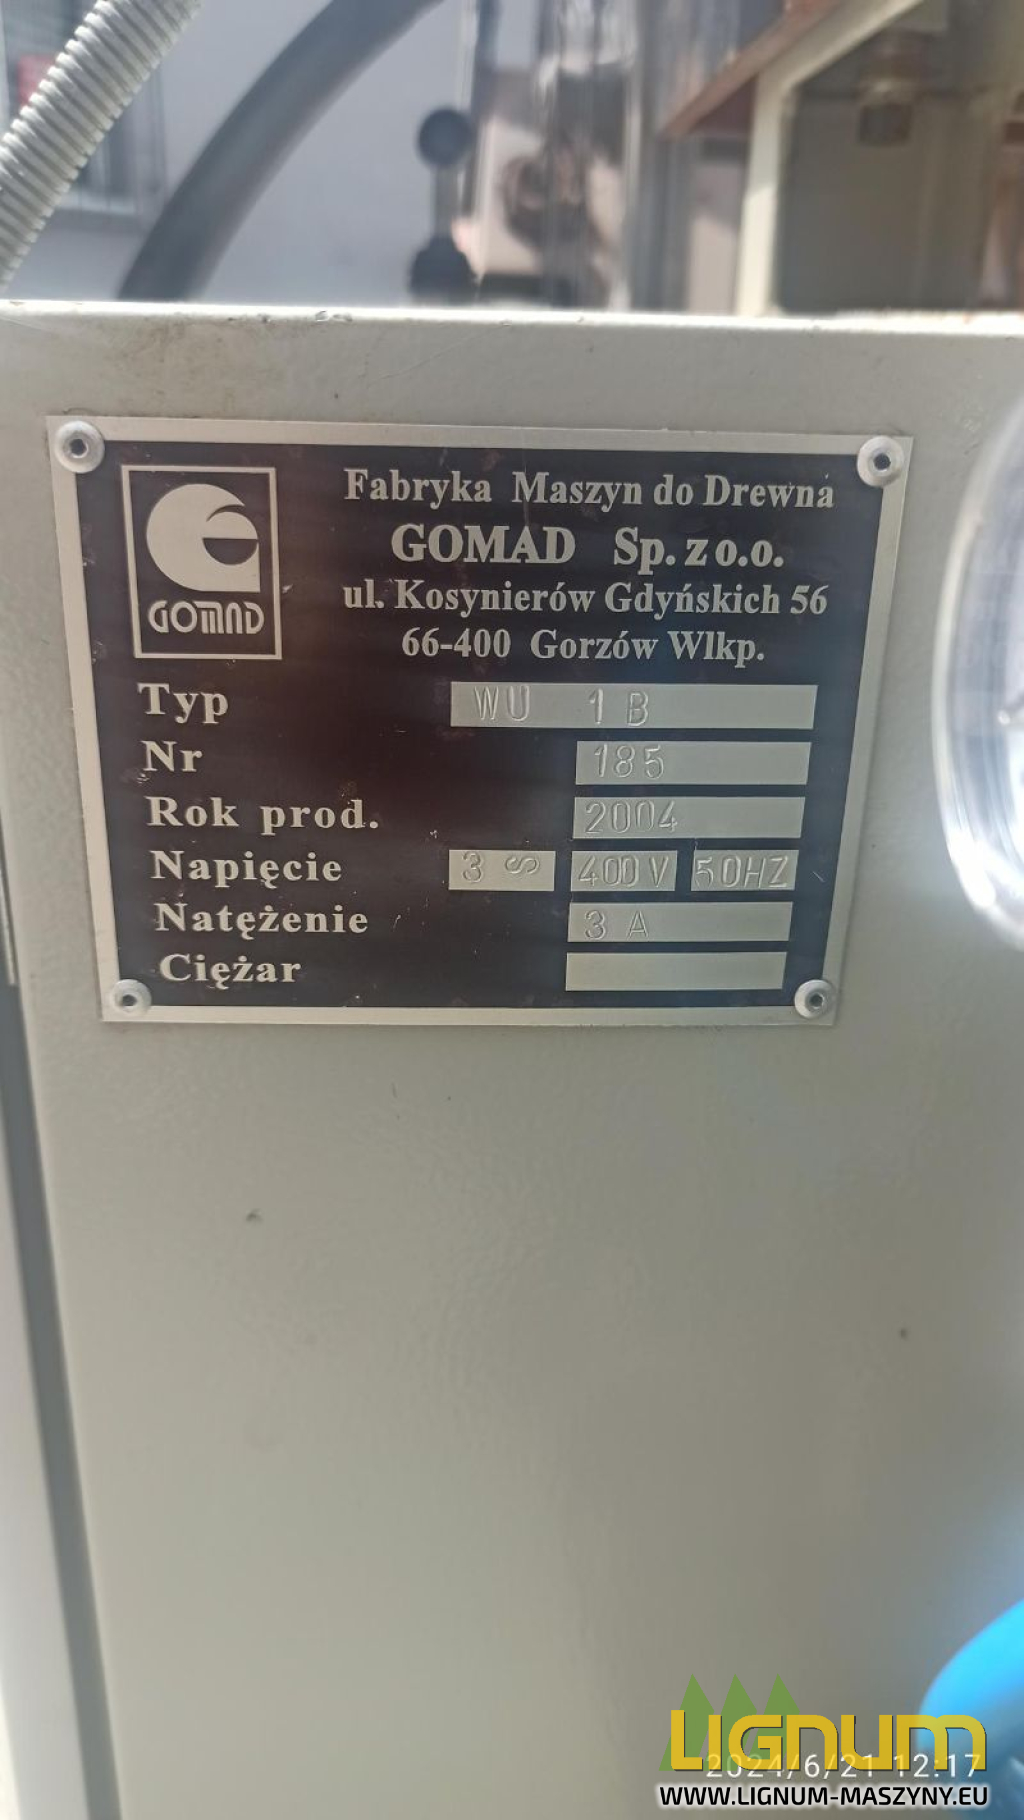 GOMAD
Fabryka Maszyn do Drewna
GOMAD Sp. z o.o.
ul. Kosynierów Gdyńskich 56
66-400 Gorzów Wlkp.
Typ WU 1 B
Nr 185
Rok prod. 2004
Napięcie 3 ∽ 400 V 50HZ
Natężenie 3 A
Ciężar
LIGNUM
2024/6/21 12:17
WWW.LIGNUM-MASZYNY.EU